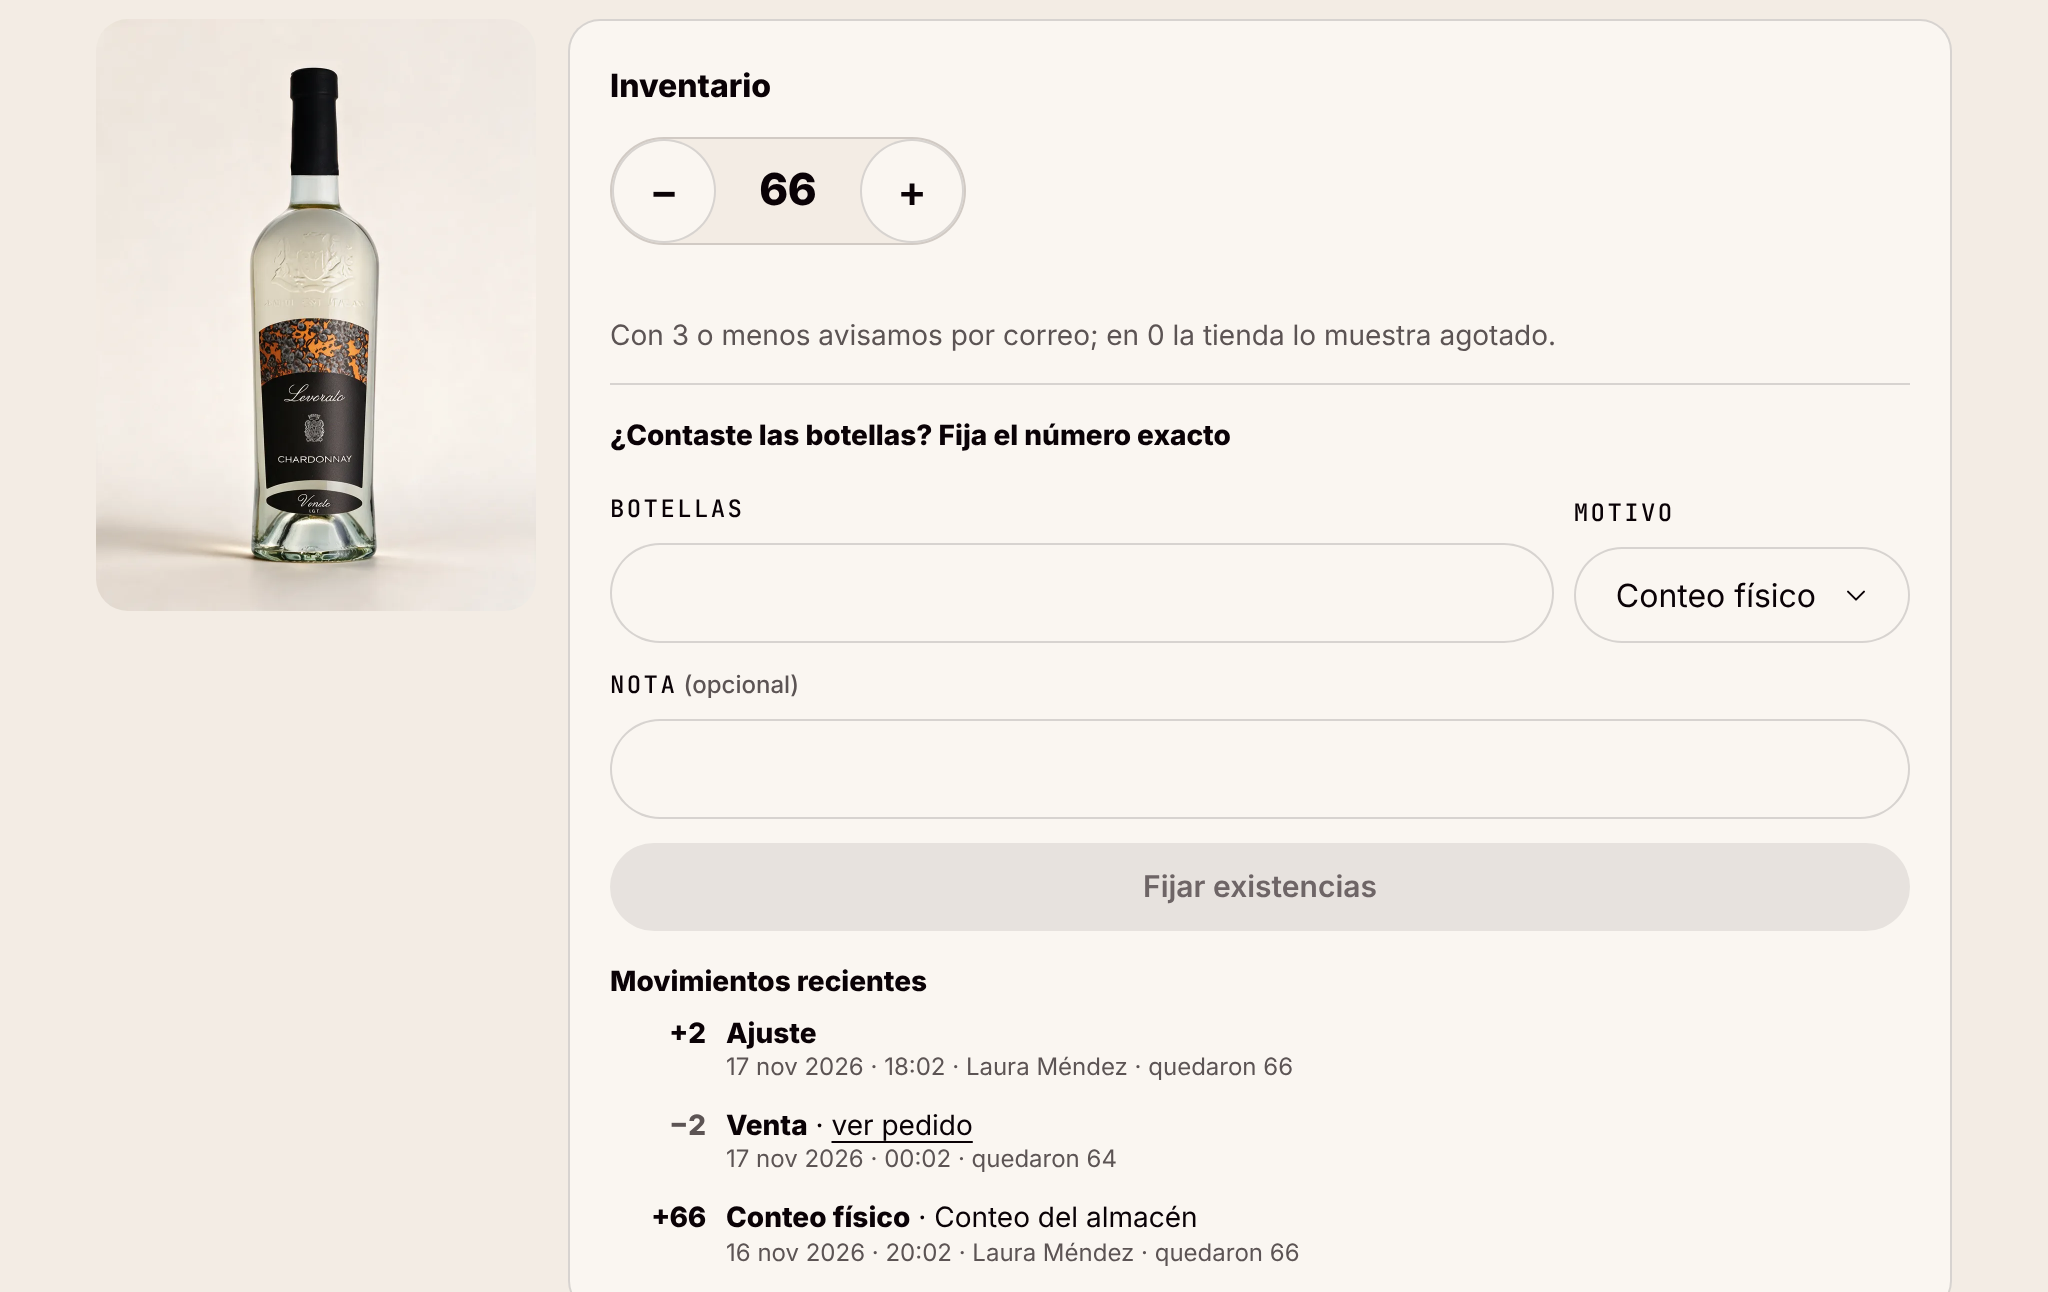 Inventario
− 66 +
Con 3 o menos avisamos por correo; en 0 la tienda lo muestra agotado.
¿Contaste las botellas? Fija el número exacto
BOTELLAS
MOTIVO
Conteo físico
NOTA (opcional)
Fijar existencias
Movimientos recientes
+2 Ajuste
17 nov 2026 · 18:02 · Laura Méndez · quedaron 66
−2 Venta · ver pedido
17 nov 2026 · 00:02 · quedaron 64
+66 Conteo físico · Conteo del almacén
16 nov 2026 · 20:02 · Laura Méndez · quedaron 66
Leverato
CHARDONNAY
Veneto
IGT